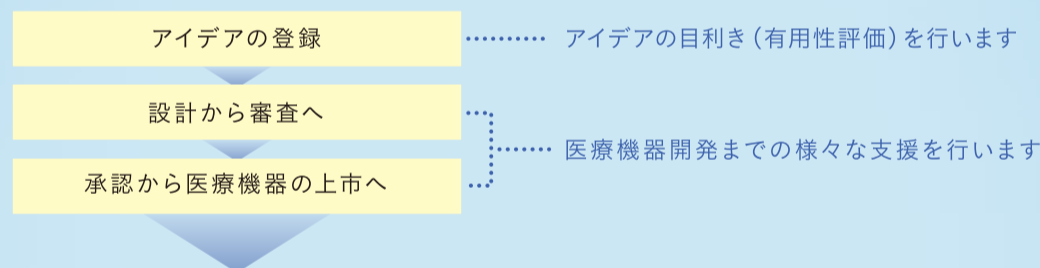 アイデアの登録
アイデアの目利き(有用性評価)を行います
設計から審査へ
医療機器開発までの様々な支援を行います
承認から医療機器の上市へ